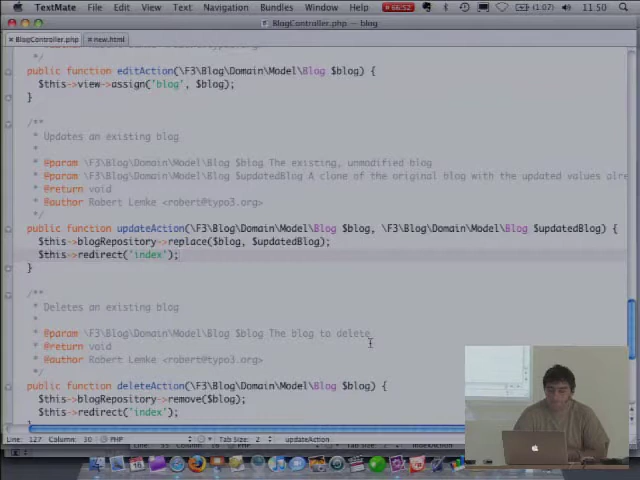 TextMate File Edit View Text Navigation Bundles Window Help 66:52 (1:07) 11.50
BlogController.php — blog
BlogController.php new.html
*/
public function editAction(\F3\Blog\Domain\Model\Blog $blog) {
$this->view->assign('blog', $blog);
}
/**
* Updates an existing blog
*
* @param \F3\Blog\Domain\Model\Blog $blog The existing, unmodified blog
* @param \F3\Blog\Domain\Model\Blog $updatedBlog A clone of the original blog with the updated values alre
* @return void
* @author Robert Lemke <robert@typo3.org>
*/
public function updateAction(\F3\Blog\Domain\Model\Blog $blog, \F3\Blog\Domain\Model\Blog $updatedBlog) {
$this->blogRepository->replace($blog, $updatedBlog);
$this->redirect('index');
}
/**
* Deletes an existing blog
*
* @param \F3\Blog\Domain\Model\Blog $blog The blog to delete
* @return void
* @author Robert Lemke <robert@typo3.org>
*/
public function deleteAction(\F3\Blog\Domain\Model\Blog $blog) {
$this->blogRepository->remove($blog);
$this->redirect('index');
Line: 127 Column: 30 PHP Tab Size: 2 updateAction